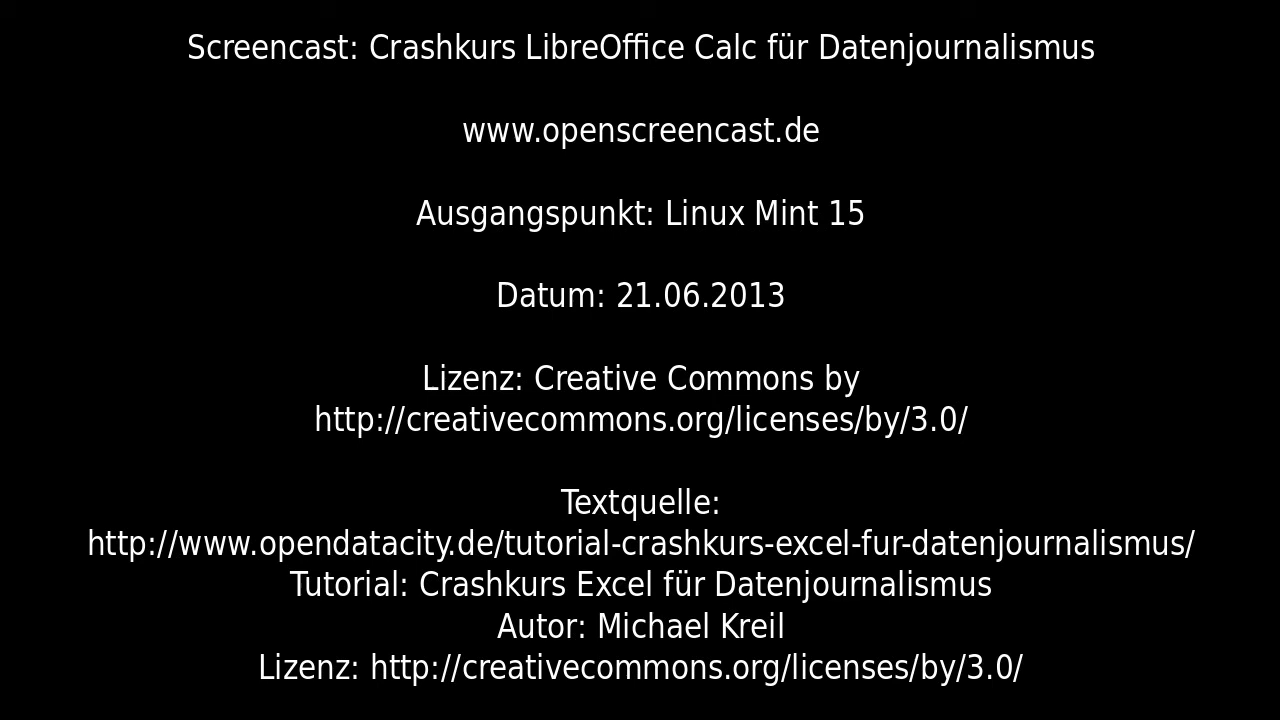 Screencast: Crashkurs LibreOffice Calc für Datenjournalismus
www.openscreencast.de
Ausgangspunkt: Linux Mint 15
Datum: 21.06.2013
Lizenz: Creative Commons by
http://creativecommons.org/licenses/by/3.0/
Textquelle:
http://www.opendatacity.de/tutorial-crashkurs-excel-fur-datenjournalismus/
Tutorial: Crashkurs Excel für Datenjournalismus
Autor: Michael Kreil
Lizenz: http://creativecommons.org/licenses/by/3.0/